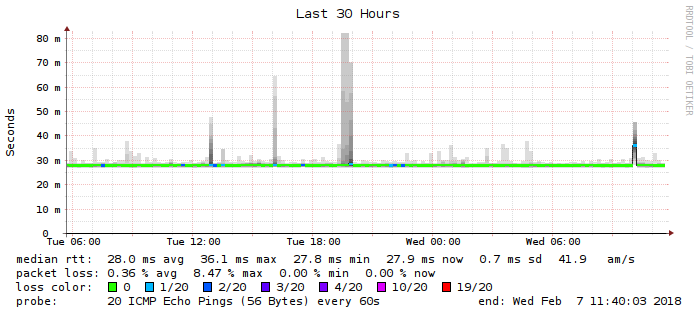 Last 30 Hours
RRDTOOL / TOBI OETIKER
Seconds
80 m
70 m
60 m
50 m
40 m
30 m
20 m
10 m
0
Tue 06:00 Tue 12:00 Tue 18:00 Wed 00:00 Wed 06:00
median rtt: 28.0 ms avg 36.1 ms max 27.8 ms min 27.9 ms now 0.7 ms sd 41.9 am/s
packet loss: 0.36 % avg 8.47 % max 0.00 % min 0.00 % now
loss color: 0 1/20 2/20 3/20 4/20 10/20 19/20
probe: 20 ICMP Echo Pings (56 Bytes) every 60s end: Wed Feb 7 11:40:03 2018